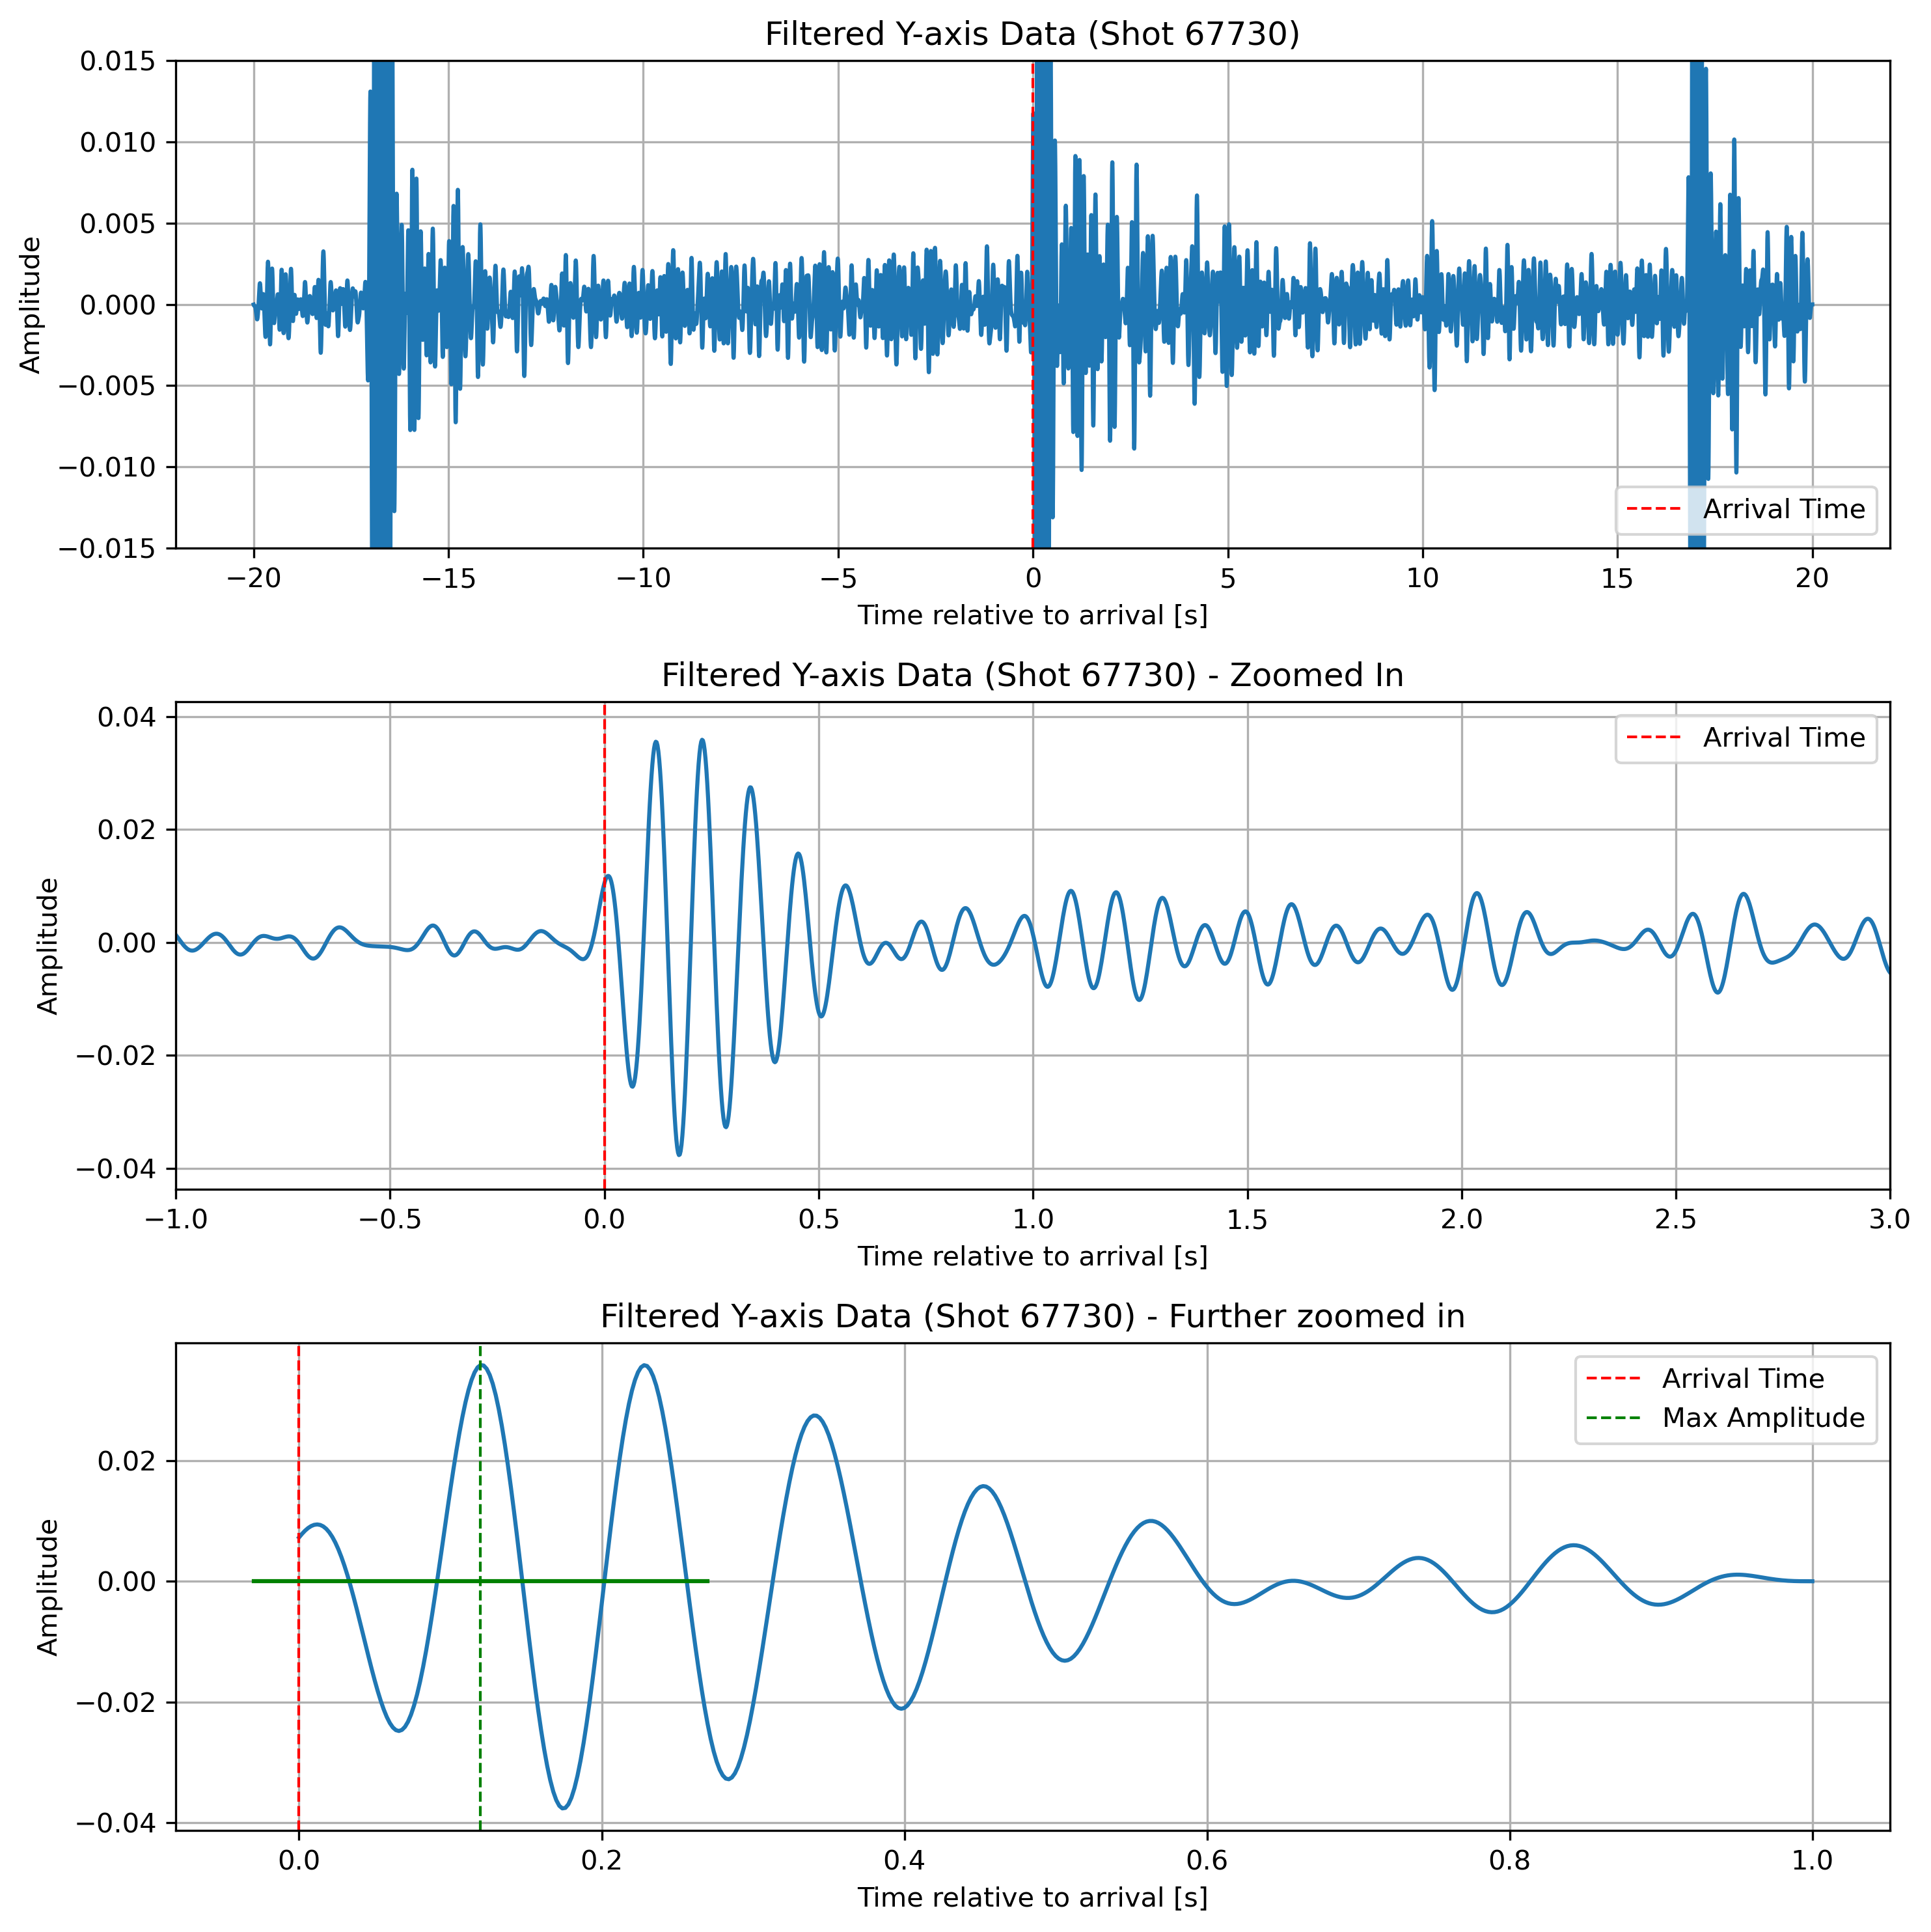 Filtered Y-axis Data (Shot 67730)
0.015
0.010
0.005
0.000
−0.005
−0.010
−0.015
Amplitude
Arrival Time
−20 −15 −10 −5 0 5 10 15 20
Time relative to arrival [s]
Filtered Y-axis Data (Shot 67730) - Zoomed In
0.04
0.02
0.00
−0.02
−0.04
Amplitude
Arrival Time
−1.0 −0.5 0.0 0.5 1.0 1.5 2.0 2.5 3.0
Time relative to arrival [s]
Filtered Y-axis Data (Shot 67730) - Further zoomed in
0.02
0.00
−0.02
−0.04
Amplitude
Arrival Time
Max Amplitude
0.0 0.2 0.4 0.6 0.8 1.0
Time relative to arrival [s]